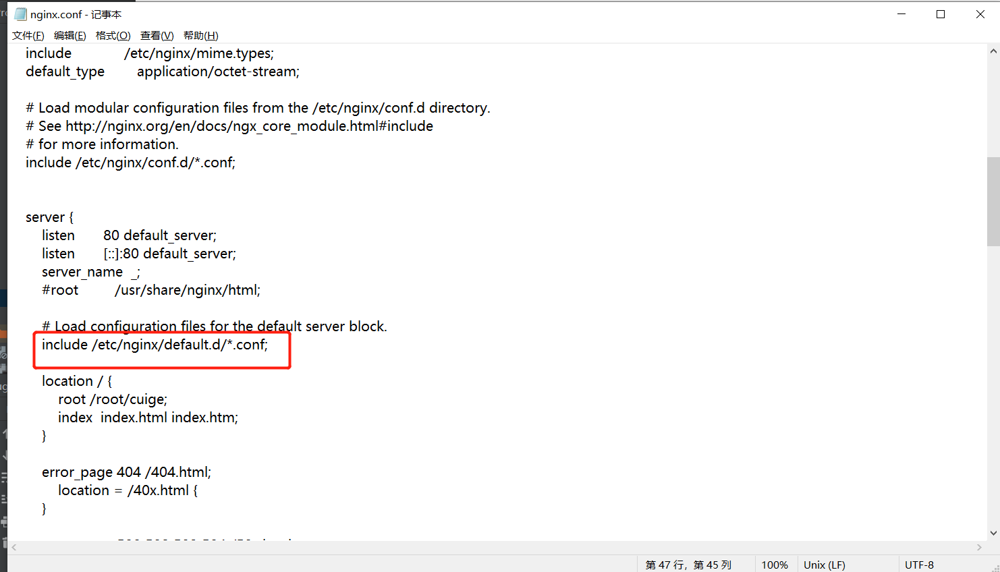 nginx.conf - 记事本
文件(F) 编辑(E) 格式(O) 查看(V) 帮助(H)
include /etc/nginx/mime.types;
default_type application/octet-stream;
# Load modular configuration files from the /etc/nginx/conf.d directory.
# See http://nginx.org/en/docs/ngx_core_module.html#include
# for more information.
include /etc/nginx/conf.d/*.conf;
server {
listen 80 default_server;
listen [::]:80 default_server;
server_name _;
#root /usr/share/nginx/html;
# Load configuration files for the default server block.
include /etc/nginx/default.d/*.conf;
location / {
root /root/cuige;
index index.html index.htm;
}
error_page 404 /404.html;
location = /40x.html {
}
第 47 行，第 45 列 100% Unix (LF) UTF-8